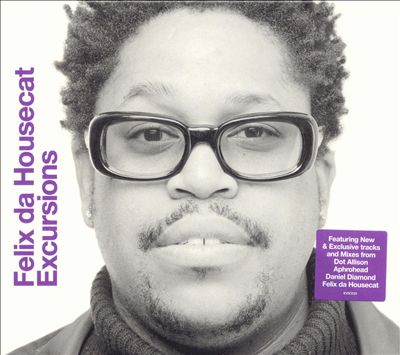 Felix da Housecat
Excursions
Featuring New
& Exclusive tracks
and Mixes from
Dot Allison
Aphrohead
Daniel Diamond
Felix da Housecat